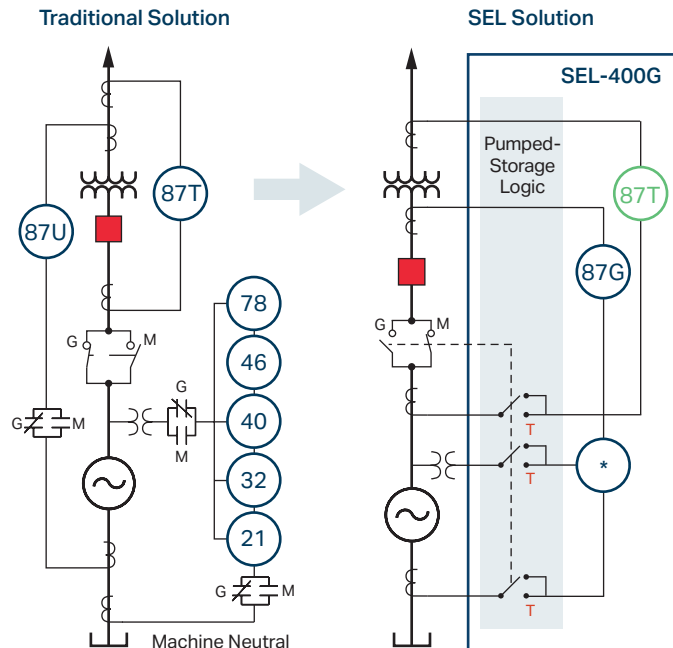 Traditional Solution
87U
87T
G
M
78
46
40
32
21
G
M
G
M
G
M
Machine Neutral
SEL Solution
SEL-400G
Pumped-
Storage
Logic
87T
87G
G
M
T
T
*
T